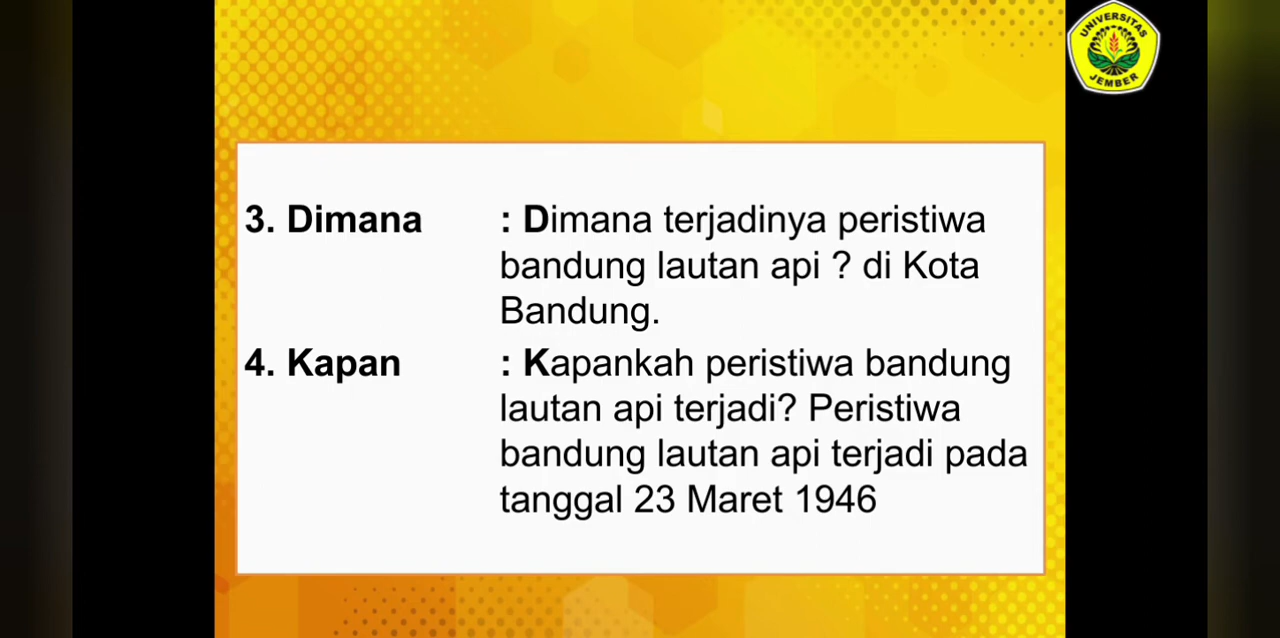 UNIVERSITAS
JEMBER
3. Dimana : Dimana terjadinya peristiwa
bandung lautan api ? di Kota
Bandung.
4. Kapan : Kapankah peristiwa bandung
lautan api terjadi? Peristiwa
bandung lautan api terjadi pada
tanggal 23 Maret 1946